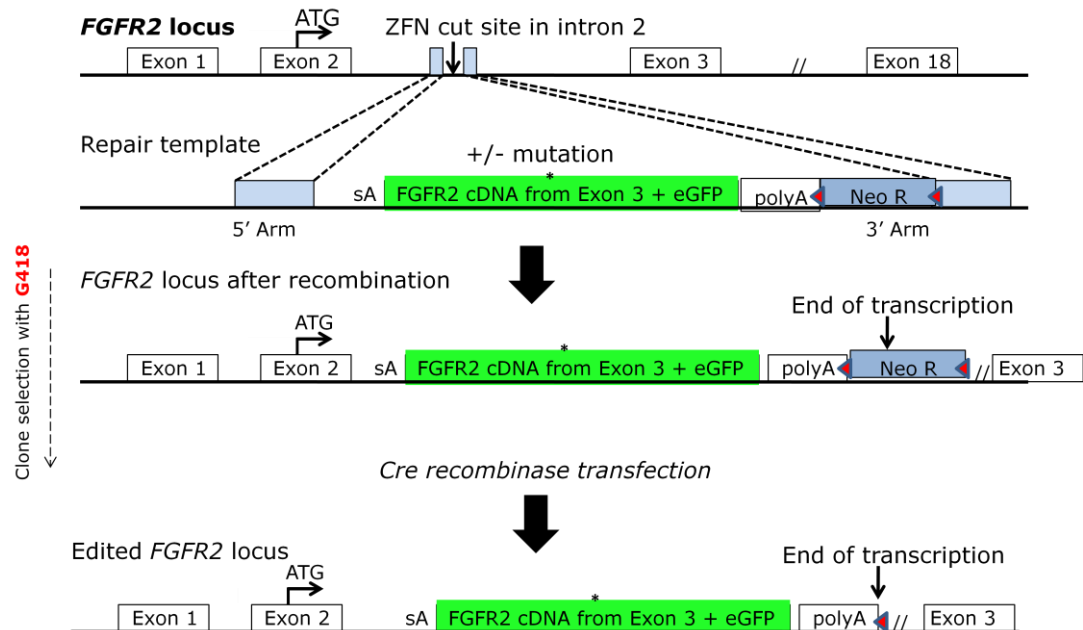 FGFR2 locus
ATG
ZFN cut site in intron 2
Exon 1
Exon 2
Exon 3
//
Exon 18
Repair template
+/- mutation
*
sA
FGFR2 cDNA from Exon 3 + eGFP
polyA
Neo R
5' Arm
3' Arm
Clone selection with G418
FGFR2 locus after recombination
End of transcription
ATG
*
Exon 1
Exon 2
sA
FGFR2 cDNA from Exon 3 + eGFP
polyA
Neo R
//
Exon 3
Cre recombinase transfection
Edited FGFR2 locus
End of transcription
ATG
*
Exon 1
Exon 2
sA
FGFR2 cDNA from Exon 3 + eGFP
polyA
//
Exon 3